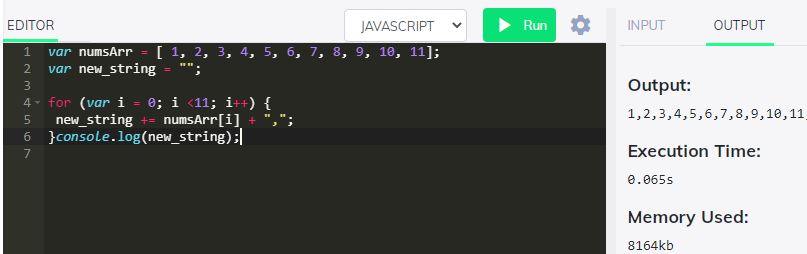 EDITOR
JAVASCRIPT
Run
INPUT
OUTPUT
1 var numsArr = [ 1, 2, 3, 4, 5, 6, 7, 8, 9, 10, 11];
2 var new_string = "";
3
4 for (var i = 0; i <11; i++) {
5 new_string += numsArr[i] + ",";
6 }console.log(new_string);
7
Output:
1,2,3,4,5,6,7,8,9,10,11,
Execution Time:
0.065s
Memory Used:
8164kb